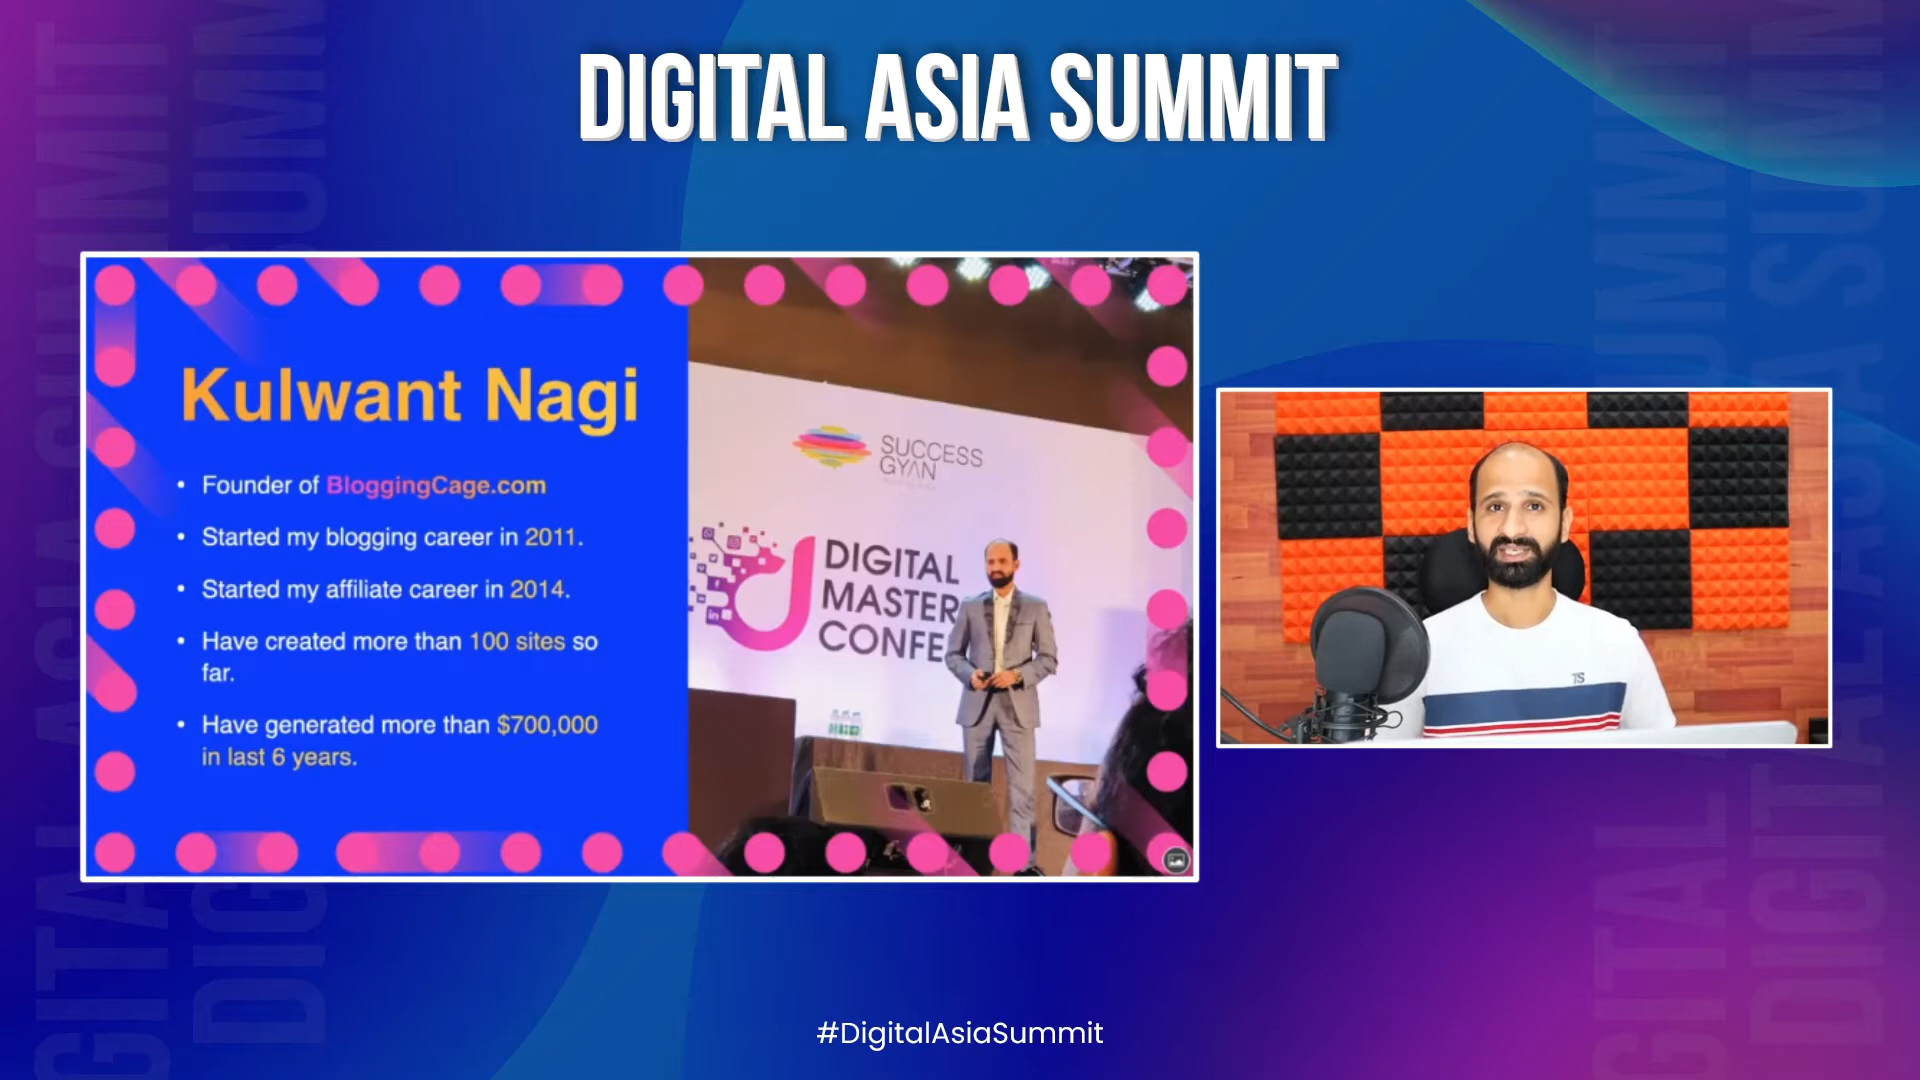 DIGITAL ASIA SUMMIT
Kulwant Nagi
• Founder of BloggingCage.com
• Started my blogging career in 2011.
• Started my affiliate career in 2014.
• Have created more than 100 sites so
far.
• Have generated more than $700,000
in last 6 years.
SUCCESS
GYAN
DIGITAL
MASTER
CONFE
TS
#DigitalAsiaSummit